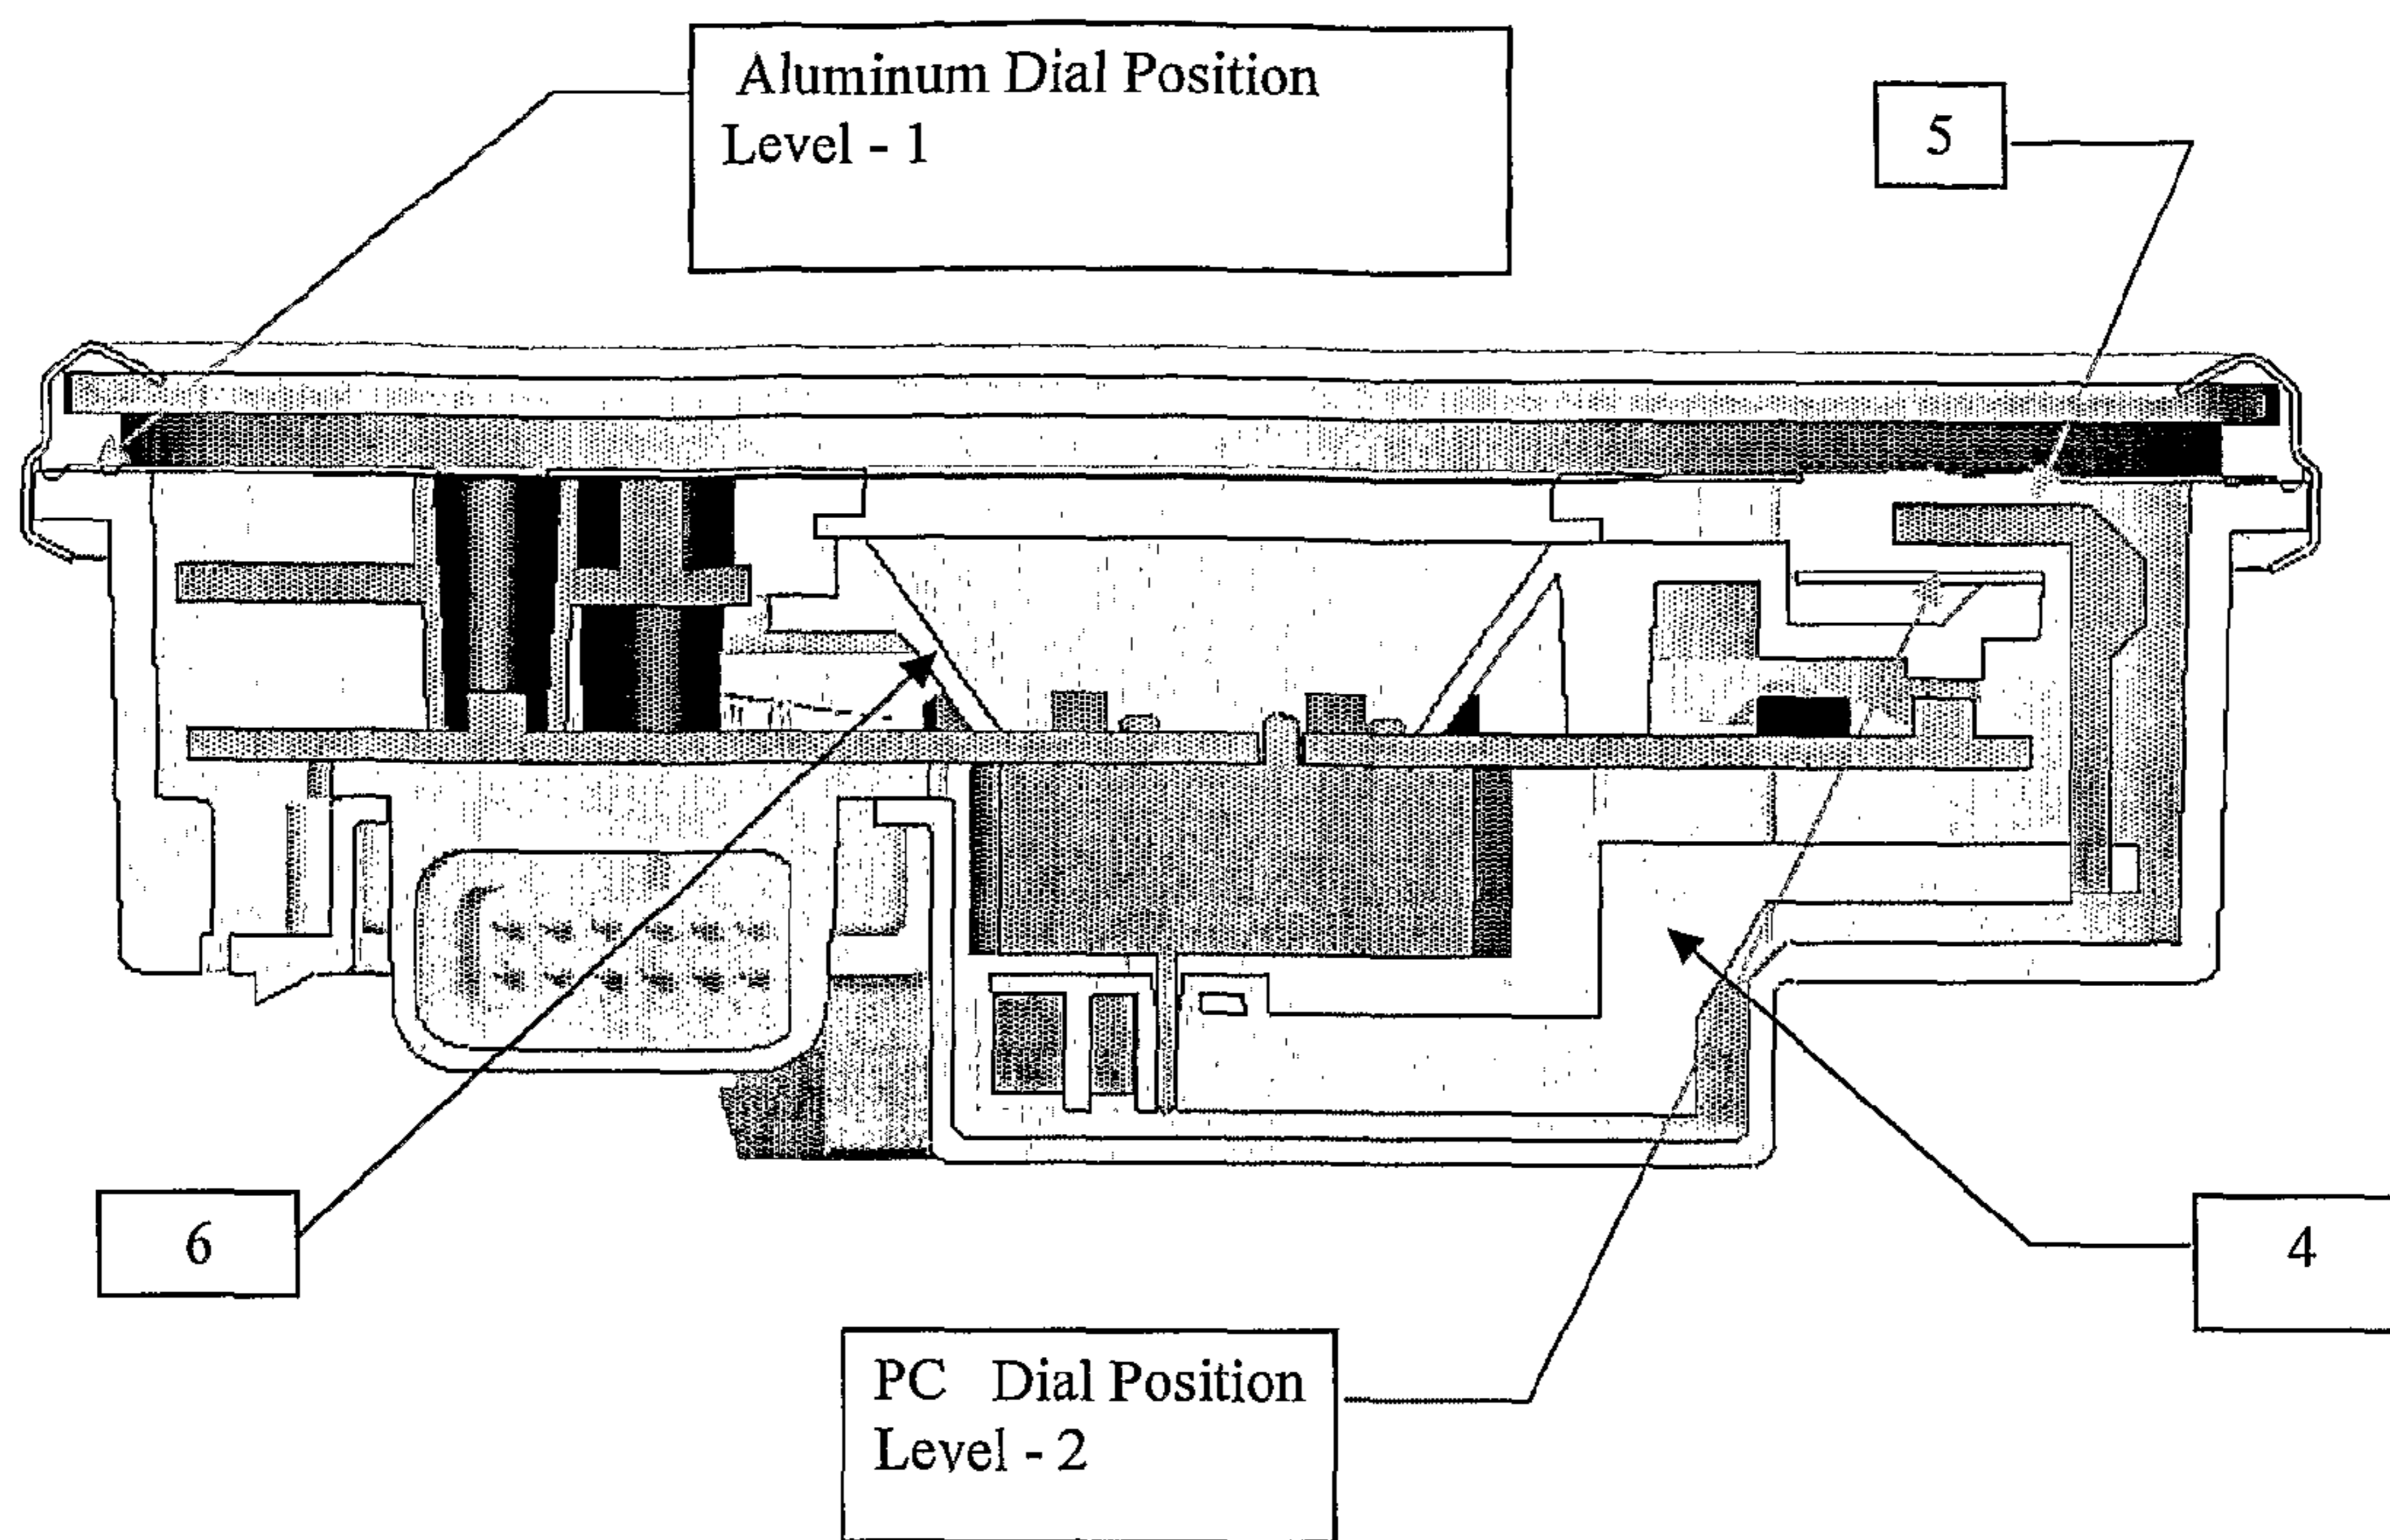 Aluminum Dial Position
Level - 1
5
6
4
PC Dial Position
Level - 2